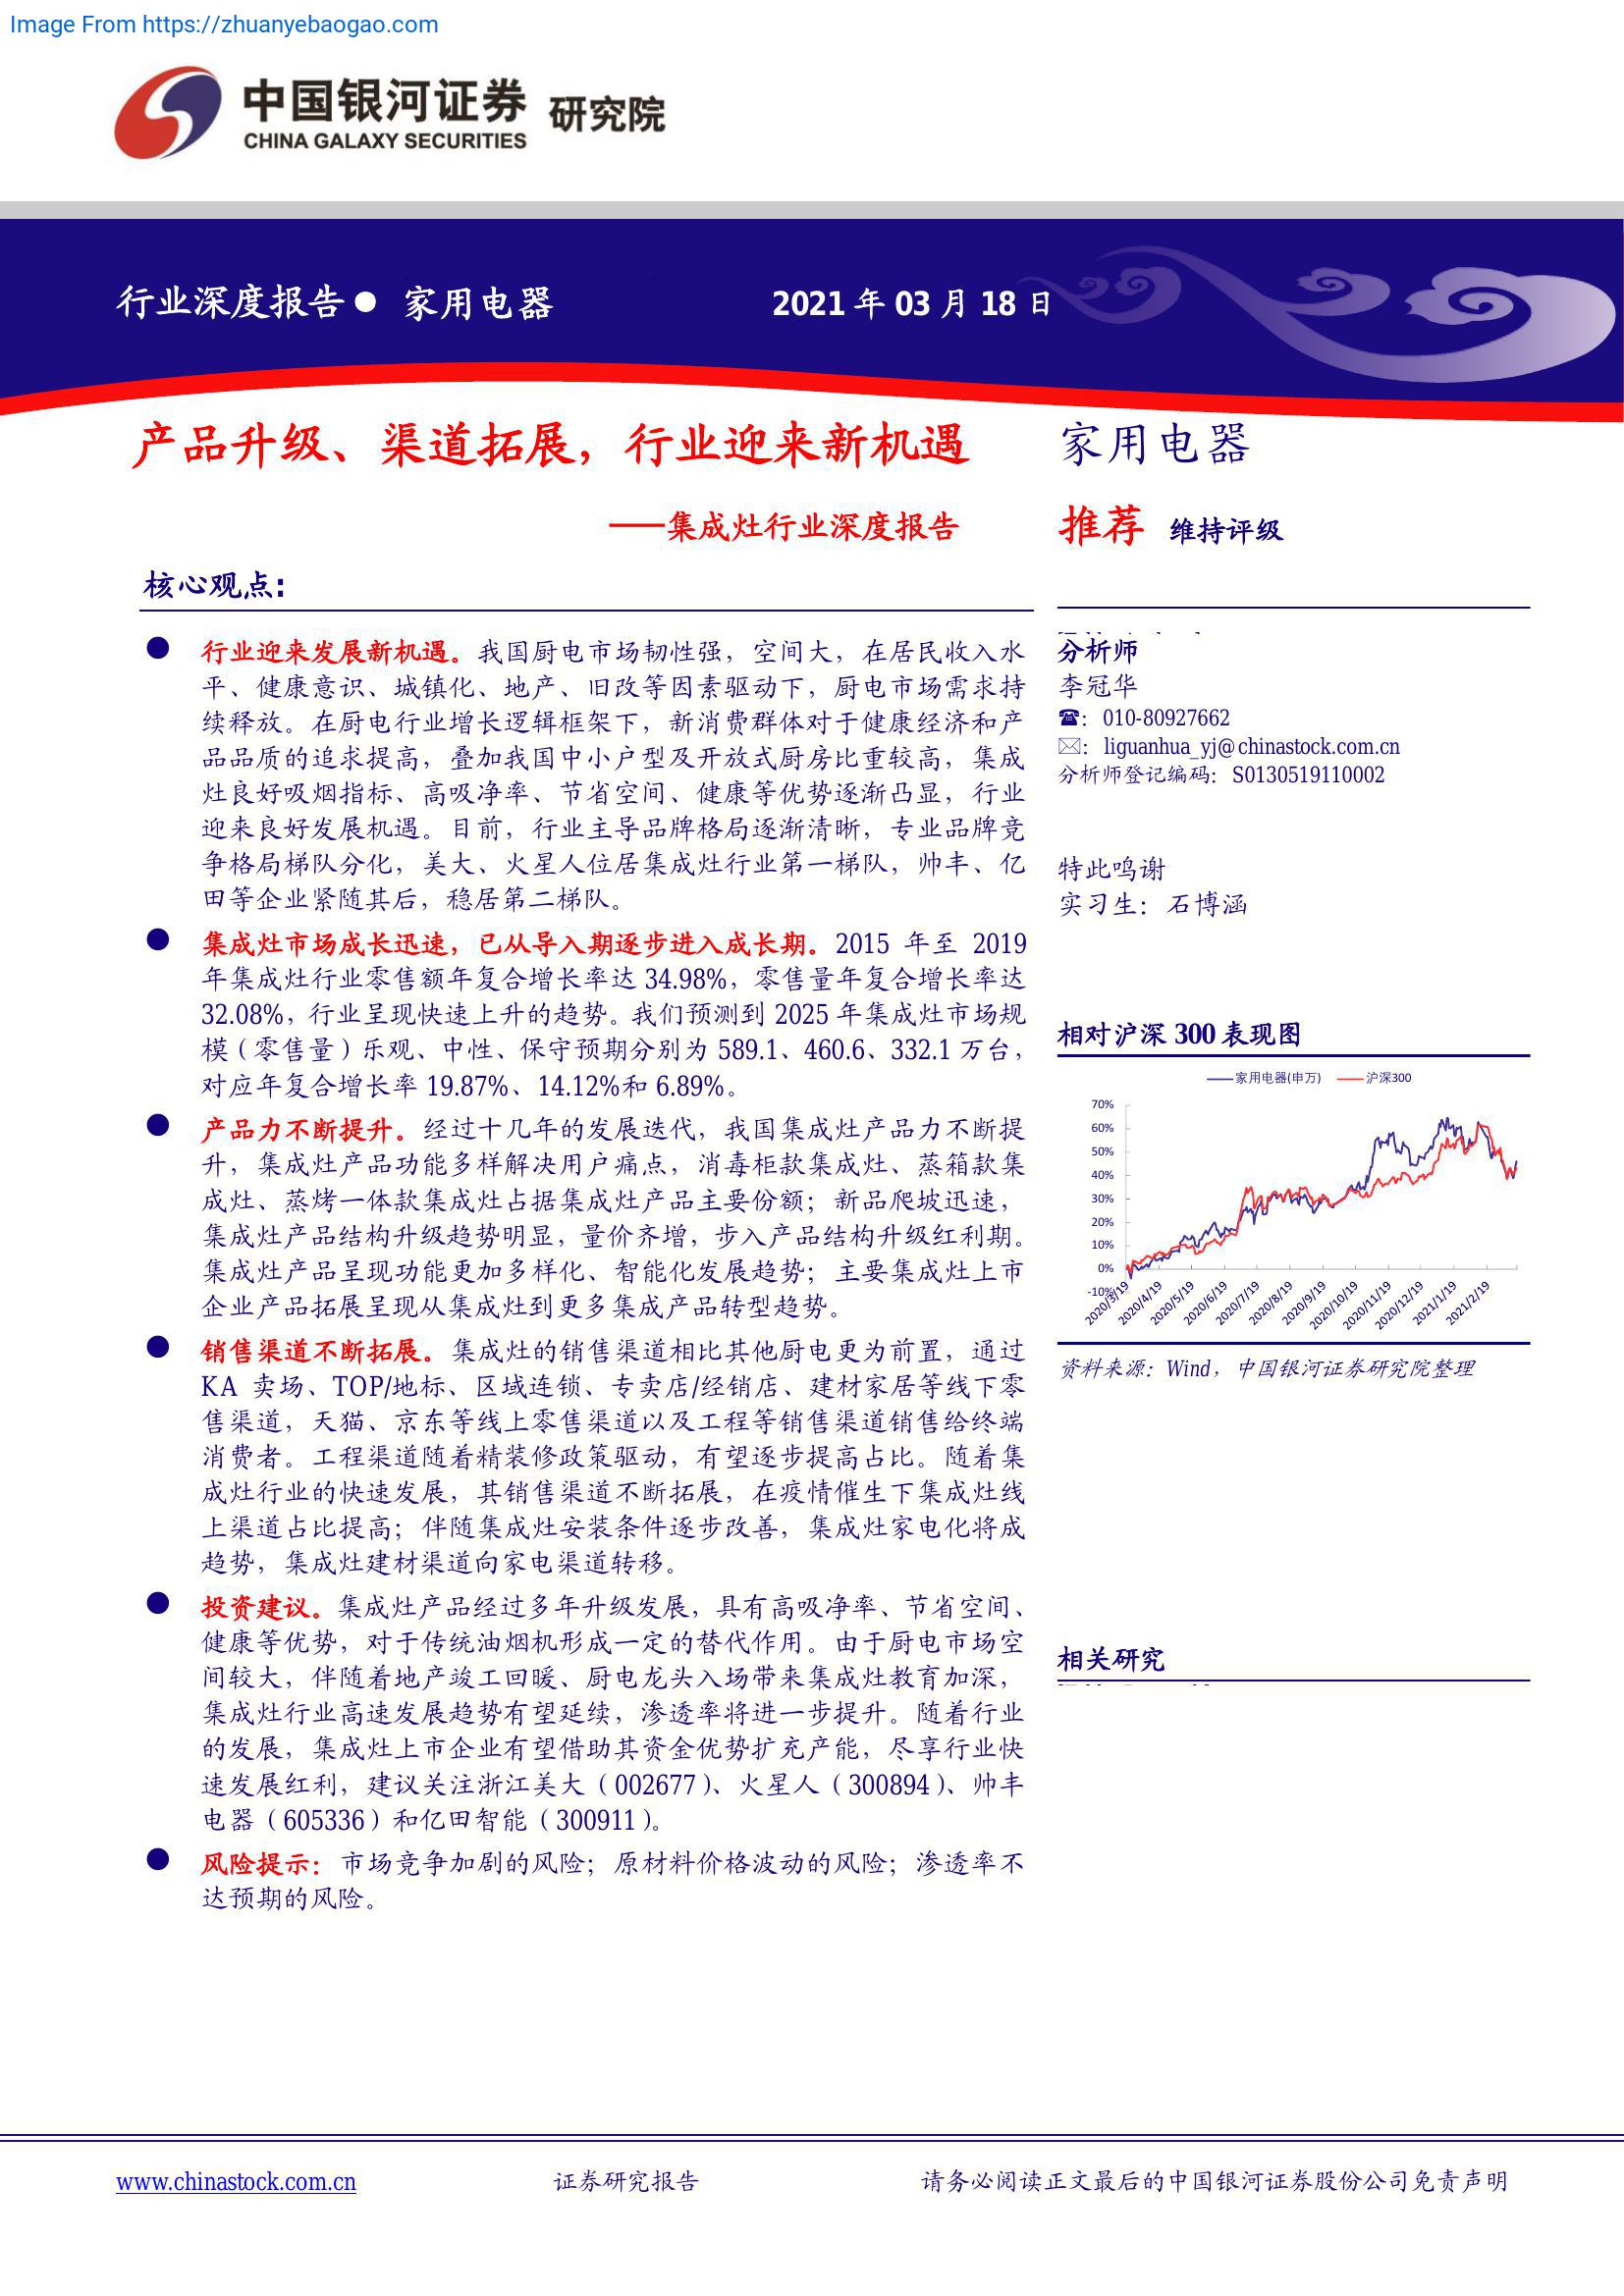 Image From https://zhuanyebaogao.com
中国银河证券 研究院
CHINA GALAXY SECURITIES
行业深度报告● 家用电器 2021 年 03 月 18 日
产品升级、渠道拓展，行业迎来新机遇
——集成灶行业深度报告
核心观点：
● 行业迎来发展新机遇。我国厨电市场韧性强，空间大，在居民收入水
平、健康意识、城镇化、地产、旧改等因素驱动下，厨电市场需求持
续释放。在厨电行业增长逻辑框架下，新消费群体对于健康经济和产
品品质的追求提高，叠加我国中小户型及开放式厨房比重较高，集成
灶良好吸烟指标、高吸净率、节省空间、健康等优势逐渐凸显，行业
迎来良好发展机遇。目前，行业主导品牌格局逐渐清晰，专业品牌竞
争格局梯队分化，美大、火星人位居集成灶行业第一梯队，帅丰、亿
田等企业紧随其后，稳居第二梯队。
● 集成灶市场成长迅速，已从导入期逐步进入成长期。2015 年至 2019
年集成灶行业零售额年复合增长率达 34.98%，零售量年复合增长率达
32.08%，行业呈现快速上升的趋势。我们预测到 2025 年集成灶市场规
模（零售量）乐观、中性、保守预期分别为 589.1、460.6、332.1 万台，
对应年复合增长率 19.87%、14.12%和 6.89%。
● 产品力不断提升。经过十几年的发展迭代，我国集成灶产品力不断提
升，集成灶产品功能多样解决用户痛点，消毒柜款集成灶、蒸箱款集
成灶、蒸烤一体款集成灶占据集成灶产品主要份额；新品爬坡迅速，
集成灶产品结构升级趋势明显，量价齐增，步入产品结构升级红利期。
集成灶产品呈现功能更加多样化、智能化发展趋势；主要集成灶上市
企业产品拓展呈现从集成灶到更多集成产品转型趋势。
● 销售渠道不断拓展。集成灶的销售渠道相比其他厨电更为前置，通过
KA 卖场、TOP/地标、区域连锁、专卖店/经销店、建材家居等线下零
售渠道，天猫、京东等线上零售渠道以及工程等销售渠道销售给终端
消费者。工程渠道随着精装修政策驱动，有望逐步提高占比。随着集
成灶行业的快速发展，其销售渠道不断拓展，在疫情催生下集成灶线
上渠道占比提高；伴随集成灶安装条件逐步改善，集成灶家电化将成
趋势，集成灶建材渠道向家电渠道转移。
● 投资建议。集成灶产品经过多年升级发展，具有高吸净率、节省空间、
健康等优势，对于传统油烟机形成一定的替代作用。由于厨电市场空
间较大，伴随着地产竣工回暖、厨电龙头入场带来集成灶教育加深，
集成灶行业高速发展趋势有望延续，渗透率将进一步提升。随着行业
的发展，集成灶上市企业有望借助其资金优势扩充产能，尽享行业快
速发展红利，建议关注浙江美大（002677）、火星人（300894）、帅丰
电器（605336）和亿田智能（300911）。
● 风险提示：市场竞争加剧的风险；原材料价格波动的风险；渗透率不
达预期的风险。
家用电器
推荐 维持评级
分析师
李冠华
☎：010-80927662
✉：liguanhua_yj@chinastock.com.cn
分析师登记编码：S0130519110002
特此鸣谢
实习生：石博涵
相对沪深 300 表现图
家用电器(申万) 沪深300
70%
60%
50%
40%
30%
20%
10%
0%
-10%
2020/3/19 2020/4/19 2020/5/19 2020/6/19 2020/7/19 2020/8/19 2020/9/19 2020/10/19 2020/11/19 2020/12/19 2021/1/19 2021/2/19
资料来源：Wind，中国银河证券研究院整理
相关研究
www.chinastock.com.cn 证券研究报告 请务必阅读正文最后的中国银河证券股份公司免责声明